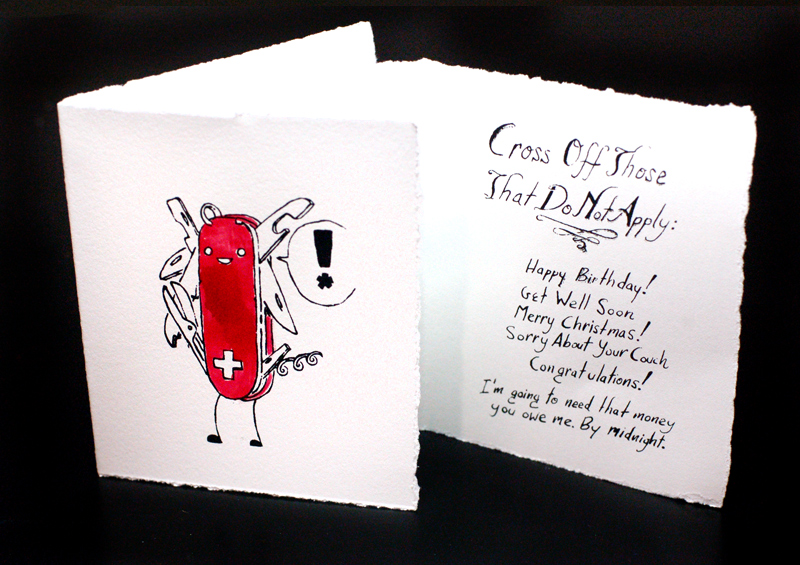 !
Cross Off Those
That Do Not Apply:
Happy Birthday!
Get Well Soon
Merry Christmas!
Sorry About Your Couch
Congratulations!
I'm going to need that money
you owe me. By midnight.